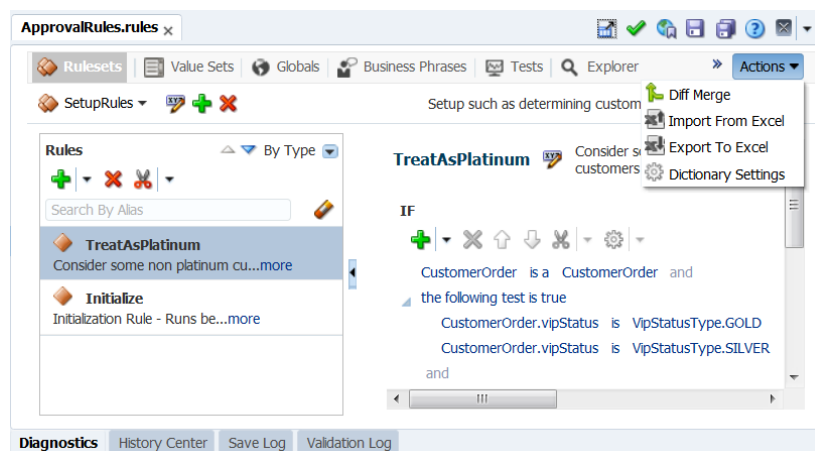 ApprovalRules.rules
Rulesets Value Sets Globals Business Phrases Tests Explorer » Actions
SetupRules
Setup such as determining custom
Diff Merge
Import From Excel
Export To Excel
Dictionary Settings
Rules By Type
Search By Alias
TreatAsPlatinum
Consider some non platinum cu...more
Initialize
Initialization Rule - Runs be...more
TreatAsPlatinum
Consider s
customers
IF
CustomerOrder is a CustomerOrder and
the following test is true
CustomerOrder.vipStatus is VipStatusType.GOLD
CustomerOrder.vipStatus is VipStatusType.SILVER
and
Diagnostics History Center Save Log Validation Log